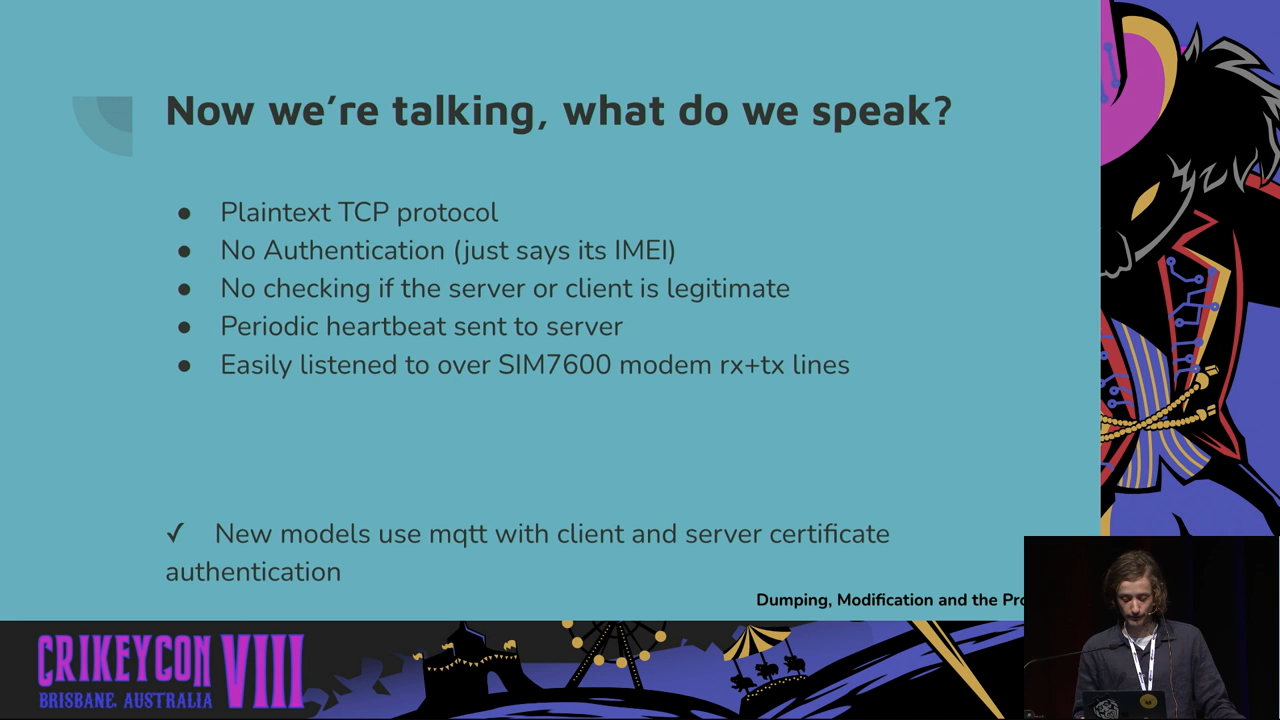 Now we're talking, what do we speak?
● Plaintext TCP protocol
● No Authentication (just says its IMEI)
● No checking if the server or client is legitimate
● Periodic heartbeat sent to server
● Easily listened to over SIM7600 modem rx+tx lines
✓ New models use mqtt with client and server certificate
authentication
Dumping, Modification and the
CRIKEYCON VIII
BRISBANE, AUSTRALIA